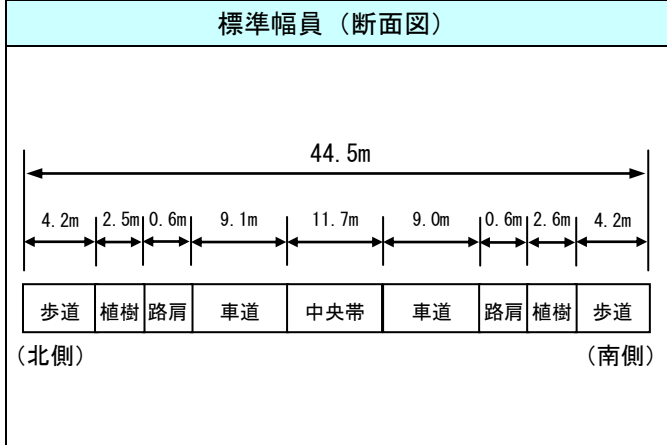 標準幅員（断面図）
44.5m
4.2m 2.5m 0.6m 9.1m 11.7m 9.0m 0.6m 2.6m 4.2m
歩道 植樹 路肩 車道 中央帯 車道 路肩 植樹 歩道
（北側） （南側）